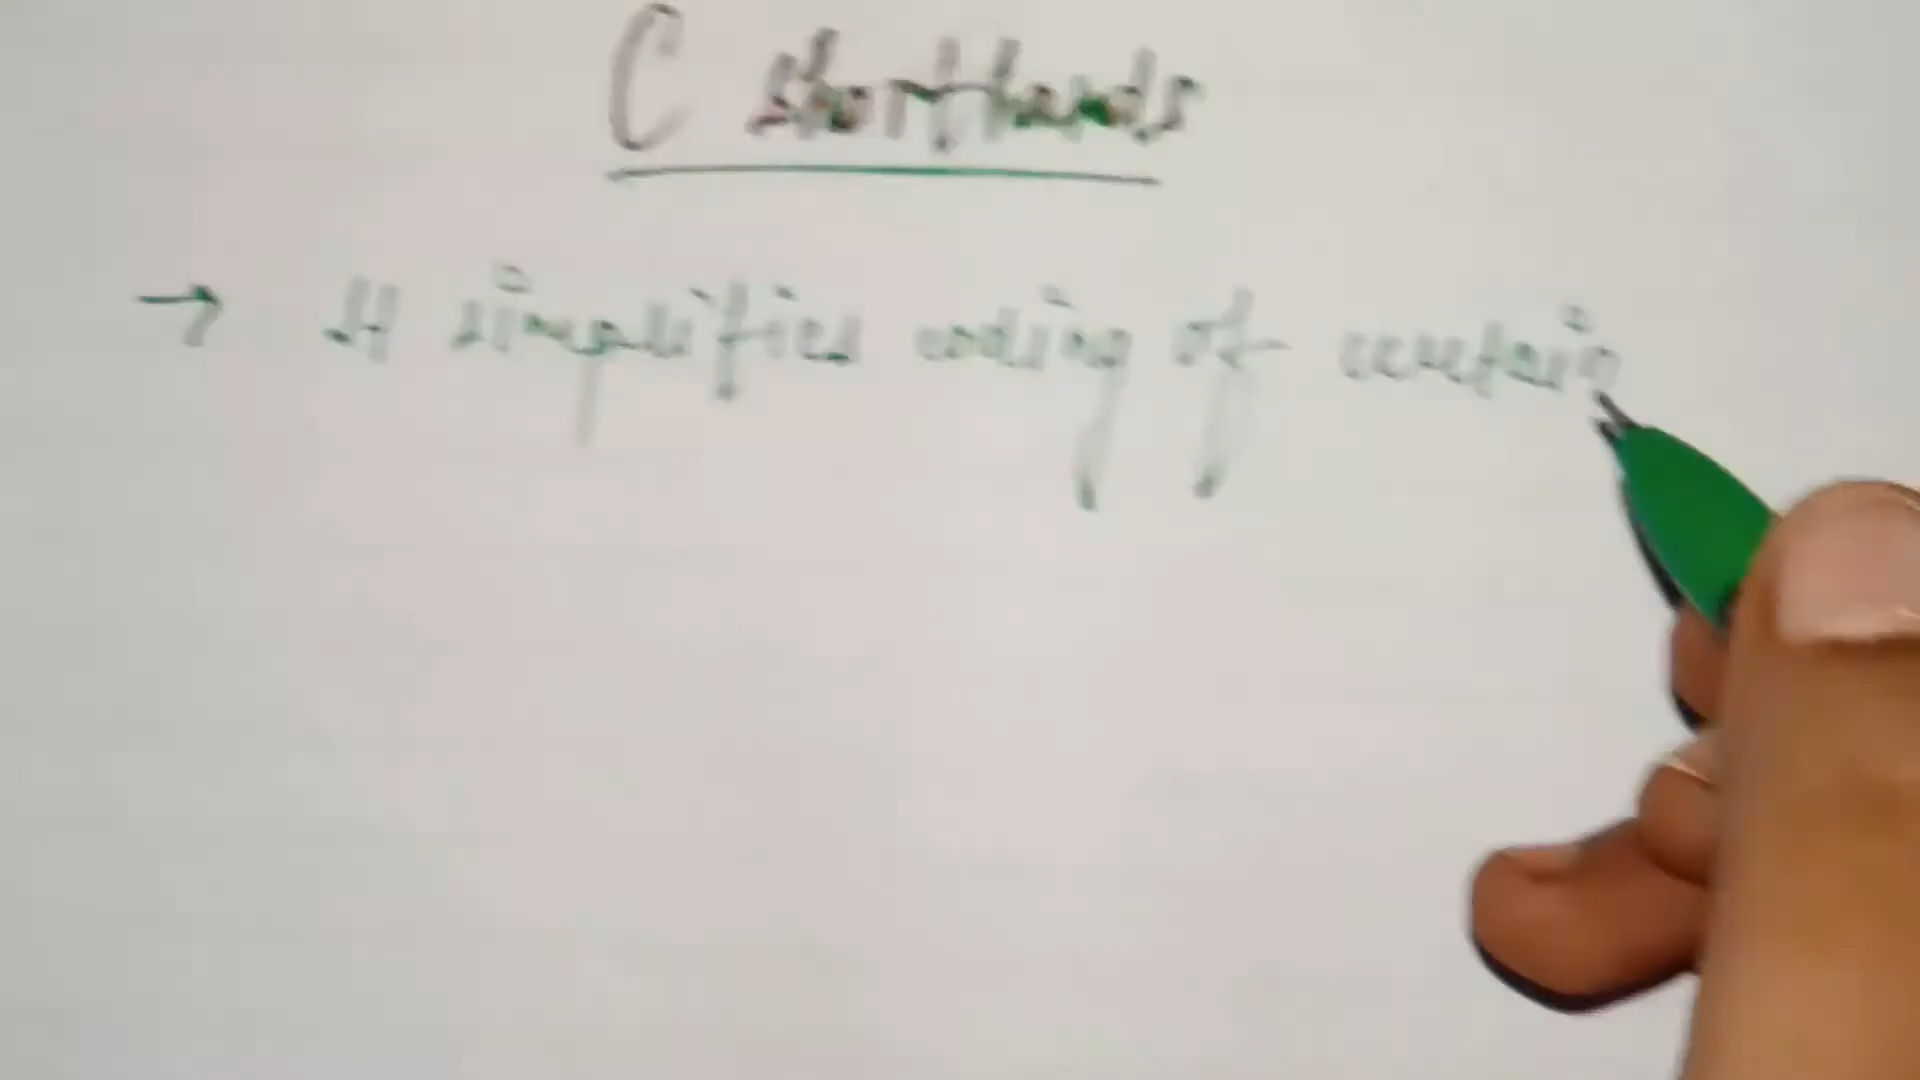 C shorthands
→ It simplifies coding of certain